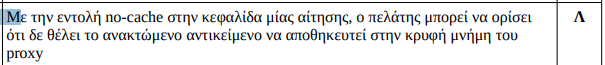 Με την εντολή no-cache στην κεφαλίδα μίας αίτησης, ο πελάτης μπορεί να ορίσει Λ
ότι δε θέλει το ανακτώμενο αντικείμενο να αποθηκευτεί στην κρυφή μνήμη του
proxy